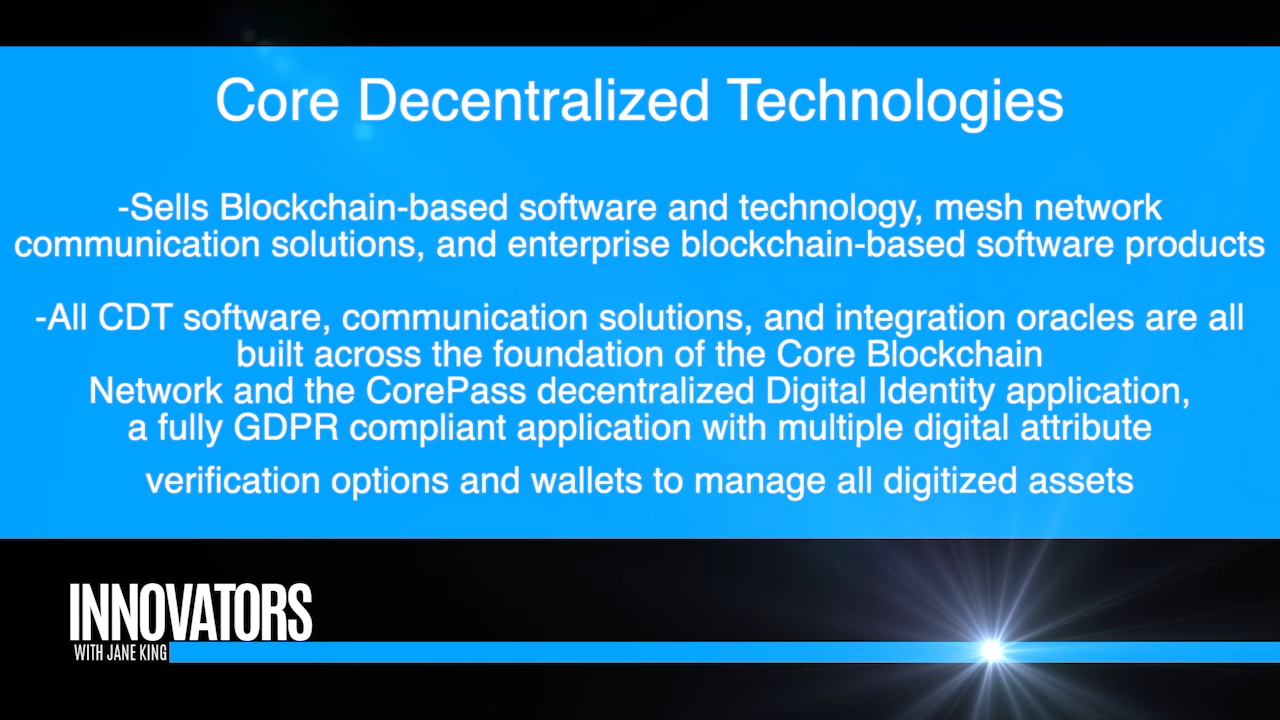 Core Decentralized Technologies
-Sells Blockchain-based software and technology, mesh network
communication solutions, and enterprise blockchain-based software products
-All CDT software, communication solutions, and integration oracles are all
built across the foundation of the Core Blockchain
Network and the CorePass decentralized Digital Identity application,
a fully GDPR compliant application with multiple digital attribute
verification options and wallets to manage all digitized assets
INNOVATORS
WITH JANE KING